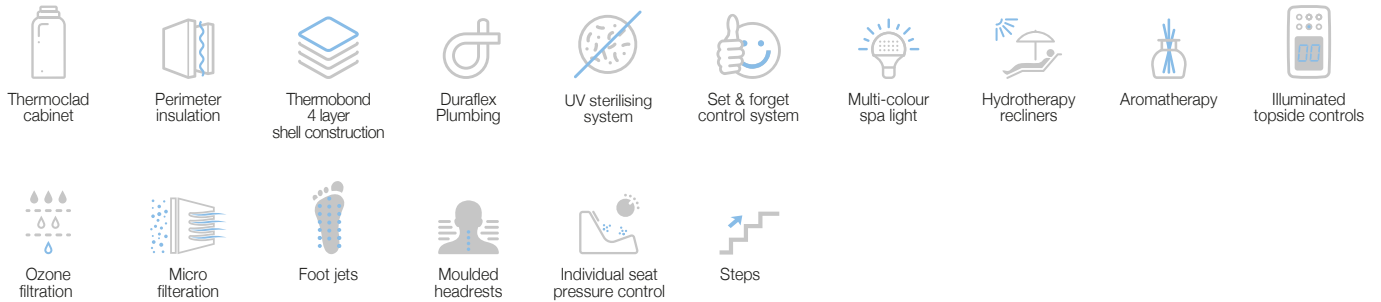 Thermoclad
cabinet
Perimeter
insulation
Thermobond
4 layer
shell construction
Duraflex
Plumbing
UV sterilising
system
Set & forget
control system
Multi-colour
spa light
Hydrotherapy
recliners
Aromatherapy
00
Illuminated
topside controls
Ozone
filtration
Micro
filteration
Foot jets
Moulded
headrests
Individual seat
pressure control
Steps